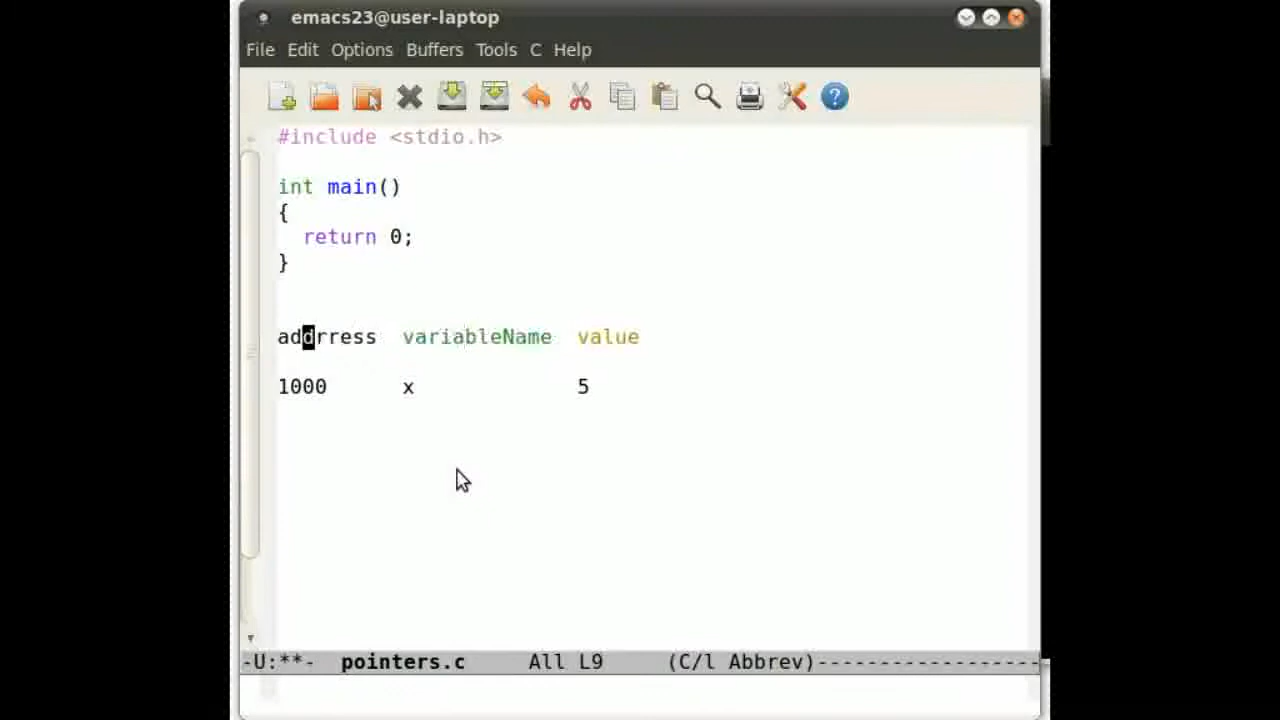 emacs23@user-laptop
File Edit Options Buffers Tools C Help
#include <stdio.h>
int main()
{
return 0;
}
addrress variableName value
1000 x 5
-U:**- pointers.c All L9 (C/l Abbrev)------------------